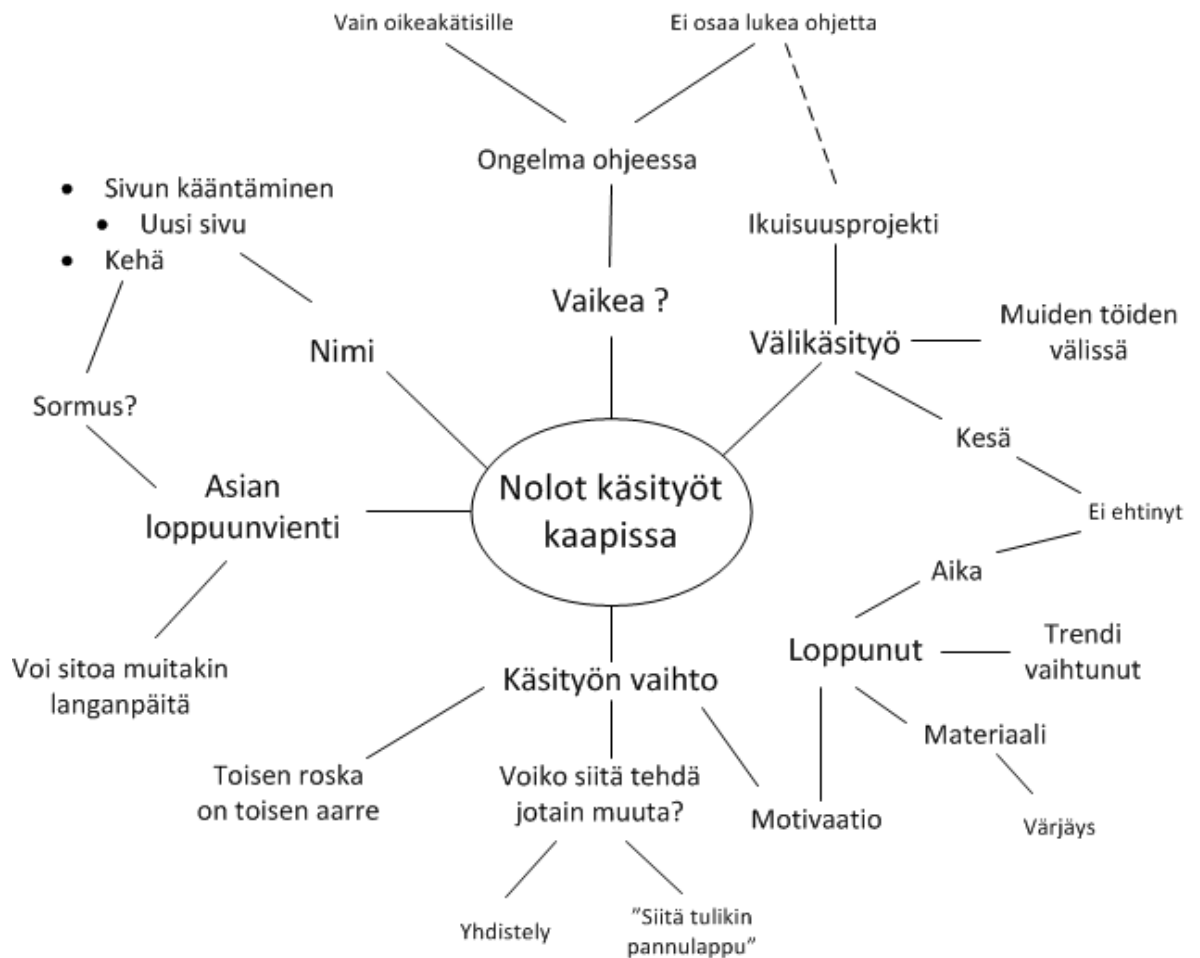 Vain oikeakätisille
Ei osaa lukea ohjetta
Ongelma ohjeessa
• Sivun kääntäminen
• Uusi sivu
• Kehä
Ikuisuusprojekti
Vaikea ?
Nimi
Välikäsityö
Muiden töiden
välissä
Sormus?
Kesä
Nolot käsityöt
kaapissa
Asian
loppuunvienti
Ei ehtinyt
Aika
Loppunut
Trendi
vaihtunut
Voi sitoa muitakin
langanpäitä
Käsityön vaihto
Materiaali
Toisen roska
on toisen aarre
Voiko siitä tehdä
jotain muuta?
Motivaatio
Värjäys
Yhdistely
”Siitä tulikin
pannulappu”